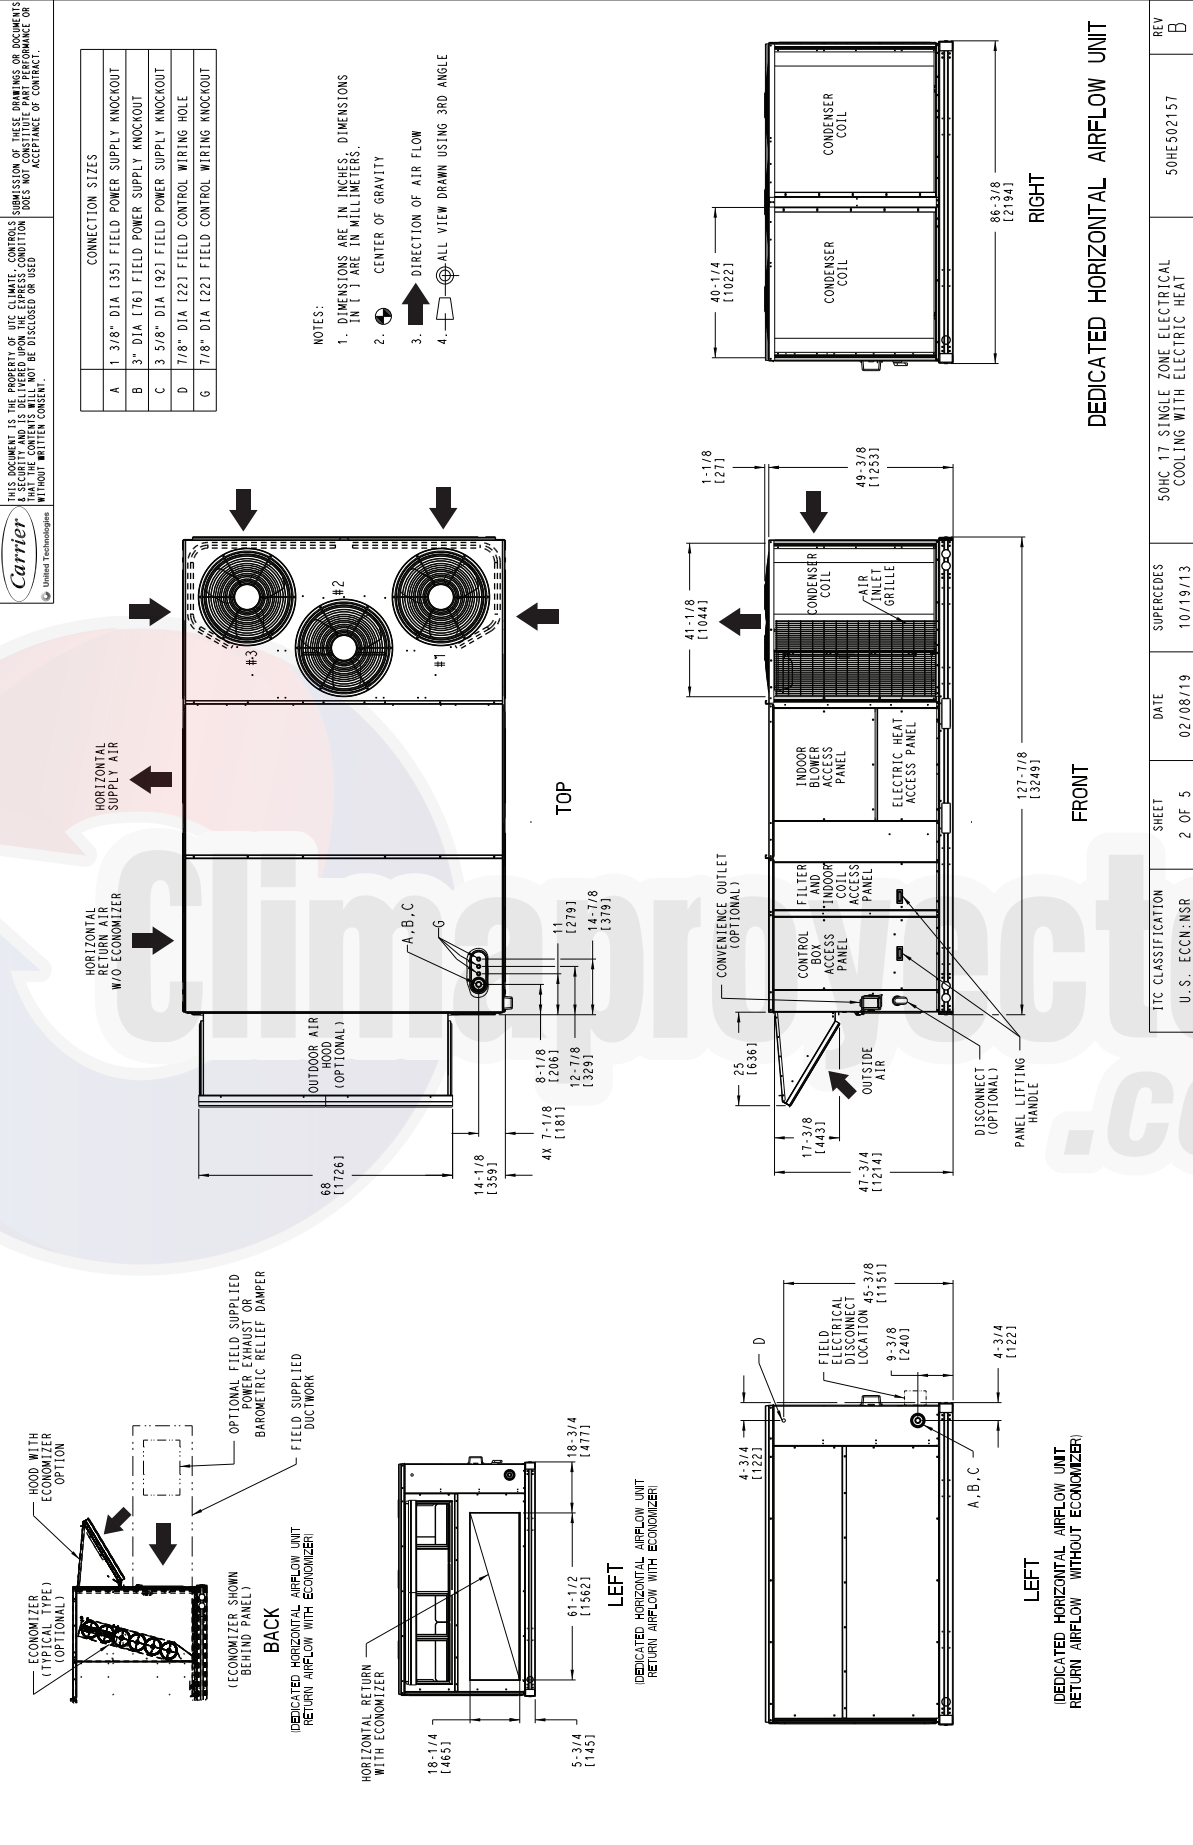 Carrier
United Technologies
THIS DOCUMENT IS THE PROPERTY OF UTC CLIMATE, CONTROLS
& SECURITY AND IS DELIVERED UPON THE EXPRESS CONDITION
THAT THE CONTENTS WILL NOT BE DISCLOSED OR USED
WITHOUT WRITTEN CONSENT.
SUBMISSION OF THESE DRAWINGS OR DOCUMENTS
DOES NOT CONSTITUTE PART PERFORMANCE OR
ACCEPTANCE OF CONTRACT.
CONNECTION SIZES
A 1 3/8" DIA [35] FIELD POWER SUPPLY KNOCKOUT
B 3" DIA [76] FIELD POWER SUPPLY KNOCKOUT
C 3 5/8" DIA [92] FIELD POWER SUPPLY KNOCKOUT
D 7/8" DIA [22] FIELD CONTROL WIRING HOLE
G 7/8" DIA [22] FIELD CONTROL WIRING KNOCKOUT
NOTES:
1. DIMENSIONS ARE IN INCHES, DIMENSIONS
IN [ ] ARE IN MILLIMETERS.
2. CENTER OF GRAVITY
3. DIRECTION OF AIR FLOW
4. ALL VIEW DRAWN USING 3RD ANGLE
HOOD WITH
ECONOMIZER
OPTION
ECONOMIZER
(TYPICAL TYPE)
(OPTIONAL)
OPTIONAL FIELD SUPPLIED
POWER EXHAUST OR
BAROMETRIC RELIEF DAMPER
FIELD SUPPLIED
DUCTWORK
(ECONOMIZER SHOWN
BEHIND PANEL)
BACK
(DEDICATED HORIZONTAL AIRFLOW UNIT
RETURN AIRFLOW WITH ECONOMIZER)
HORIZONTAL RETURN
WITH ECONOMIZER
18-1/4
[465]
5-3/4
[145]
61-1/2
[1562]
18-3/4
[477]
LEFT
(DEDICATED HORIZONTAL AIRFLOW UNIT
RETURN AIRFLOW WITH ECONOMIZER)
HORIZONTAL
RETURN AIR
W/O ECONOMIZER
HORIZONTAL
SUPPLY AIR
OUTDOOR AIR
HOOD
(OPTIONAL)
A,B,C
G
#1
#2
#3
68
[1726]
14-1/8
[359]
4X 7-1/8
[181]
8-1/8
[206]
12-7/8
[329]
11
[279]
14-7/8
[379]
TOP
4-3/4
[122]
D
FIELD
ELECTRICAL
DISCONNECT
LOCATION
45-3/8
[1151]
9-3/8
[240]
4-3/4
[122]
A,B,C
LEFT
(DEDICATED HORIZONTAL AIRFLOW UNIT
RETURN AIRFLOW WITHOUT ECONOMIZER)
CONVENIENCE OUTLET
(OPTIONAL)
25
[636]
17-3/8
[443]
47-3/4
[1214]
OUTSIDE
AIR
DISCONNECT
(OPTIONAL)
PANEL LIFTING
HANDLE
CONTROL
BOX
ACCESS
PANEL
FILTER
AND
INDOOR
COIL
ACCESS
PANEL
INDOOR
BLOWER
ACCESS
PANEL
ELECTRIC HEAT
ACCESS PANEL
CONDENSER
COIL
AIR
INLET
GRILLE
41-1/8
[1044]
1-1/8
[27]
49-3/8
[1253]
127-7/8
[3249]
FRONT
40-1/4
[1022]
CONDENSER
COIL
CONDENSER
COIL
86-3/8
[2194]
RIGHT
DEDICATED HORIZONTAL AIRFLOW UNIT
ITC CLASSIFICATION
U.S. ECCN:NSR
SHEET
2 OF 5
DATE
02/08/19
SUPERCEDES
10/19/13
50HC 17 SINGLE ZONE ELECTRICAL
COOLING WITH ELECTRIC HEAT
50HE502157
REV
B
Climaproyect
.co